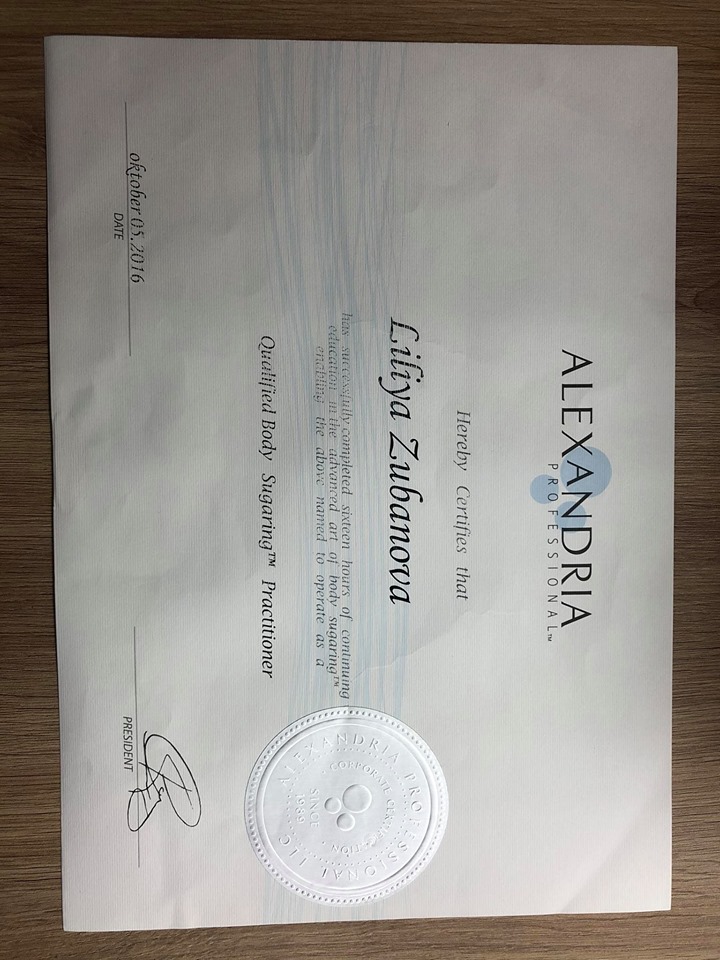 ALEXANDRIA
PROFESSIONAL™
Hereby Certifies that
Liliya Zubanova
has successfully completed sixteen hours of continuing
education in the advanced art of body sugaring™
enabling the above named to operate as a
Qualified Body Sugaring™ Practitioner
oktober 05.2016
DATE
PRESIDENT
ALEXANDRIA PROFESSIONAL LLC
CORPORATE CERTIFICATION
SINCE
1989